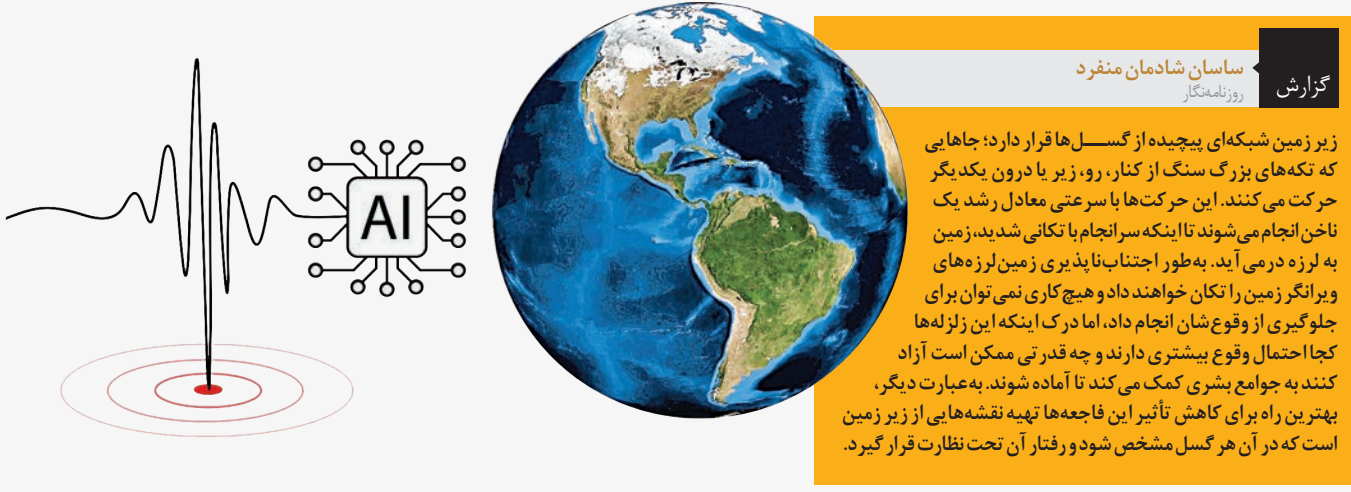 گزارش
ساسان شادمان منفرد
روزنامه‌نگار
زیر زمین شبکه‌ای پیچیده از گســـل‌ها قرار دارد؛ جاهایی
که تکه‌های بزرگ سنگ از کنار، رو، زیر یا درون یکدیگر
حرکت می‌کنند. این حرکت‌ها با سرعتی معادل رشد یک
ناخن انجام می‌شوند تا اینکه سرانجام با تکانی شدید، زمین
به لرزه درمی‌آید. به‌طور اجتناب‌ناپذیری زمین‌لرزه‌های
ویرانگر زمین را تکان خواهند داد و هیچ کاری نمی‌توان برای
جلوگیری از وقوع‌شان انجام داد، اما درک اینکه این زلزله‌ها
کجا احتمال وقوع بیشتری دارند و چه قدرتی ممکن است آزاد
کنند به جوامع بشری کمک می‌کند تا آماده شوند. به‌عبارت دیگر،
بهترین راه برای کاهش تأثیر این فاجعه‌ها تهیه نقشه‌هایی از زیر زمین
است که در آن هر گسل مشخص شود و رفتار آن تحت نظارت قرار گیرد.
AI